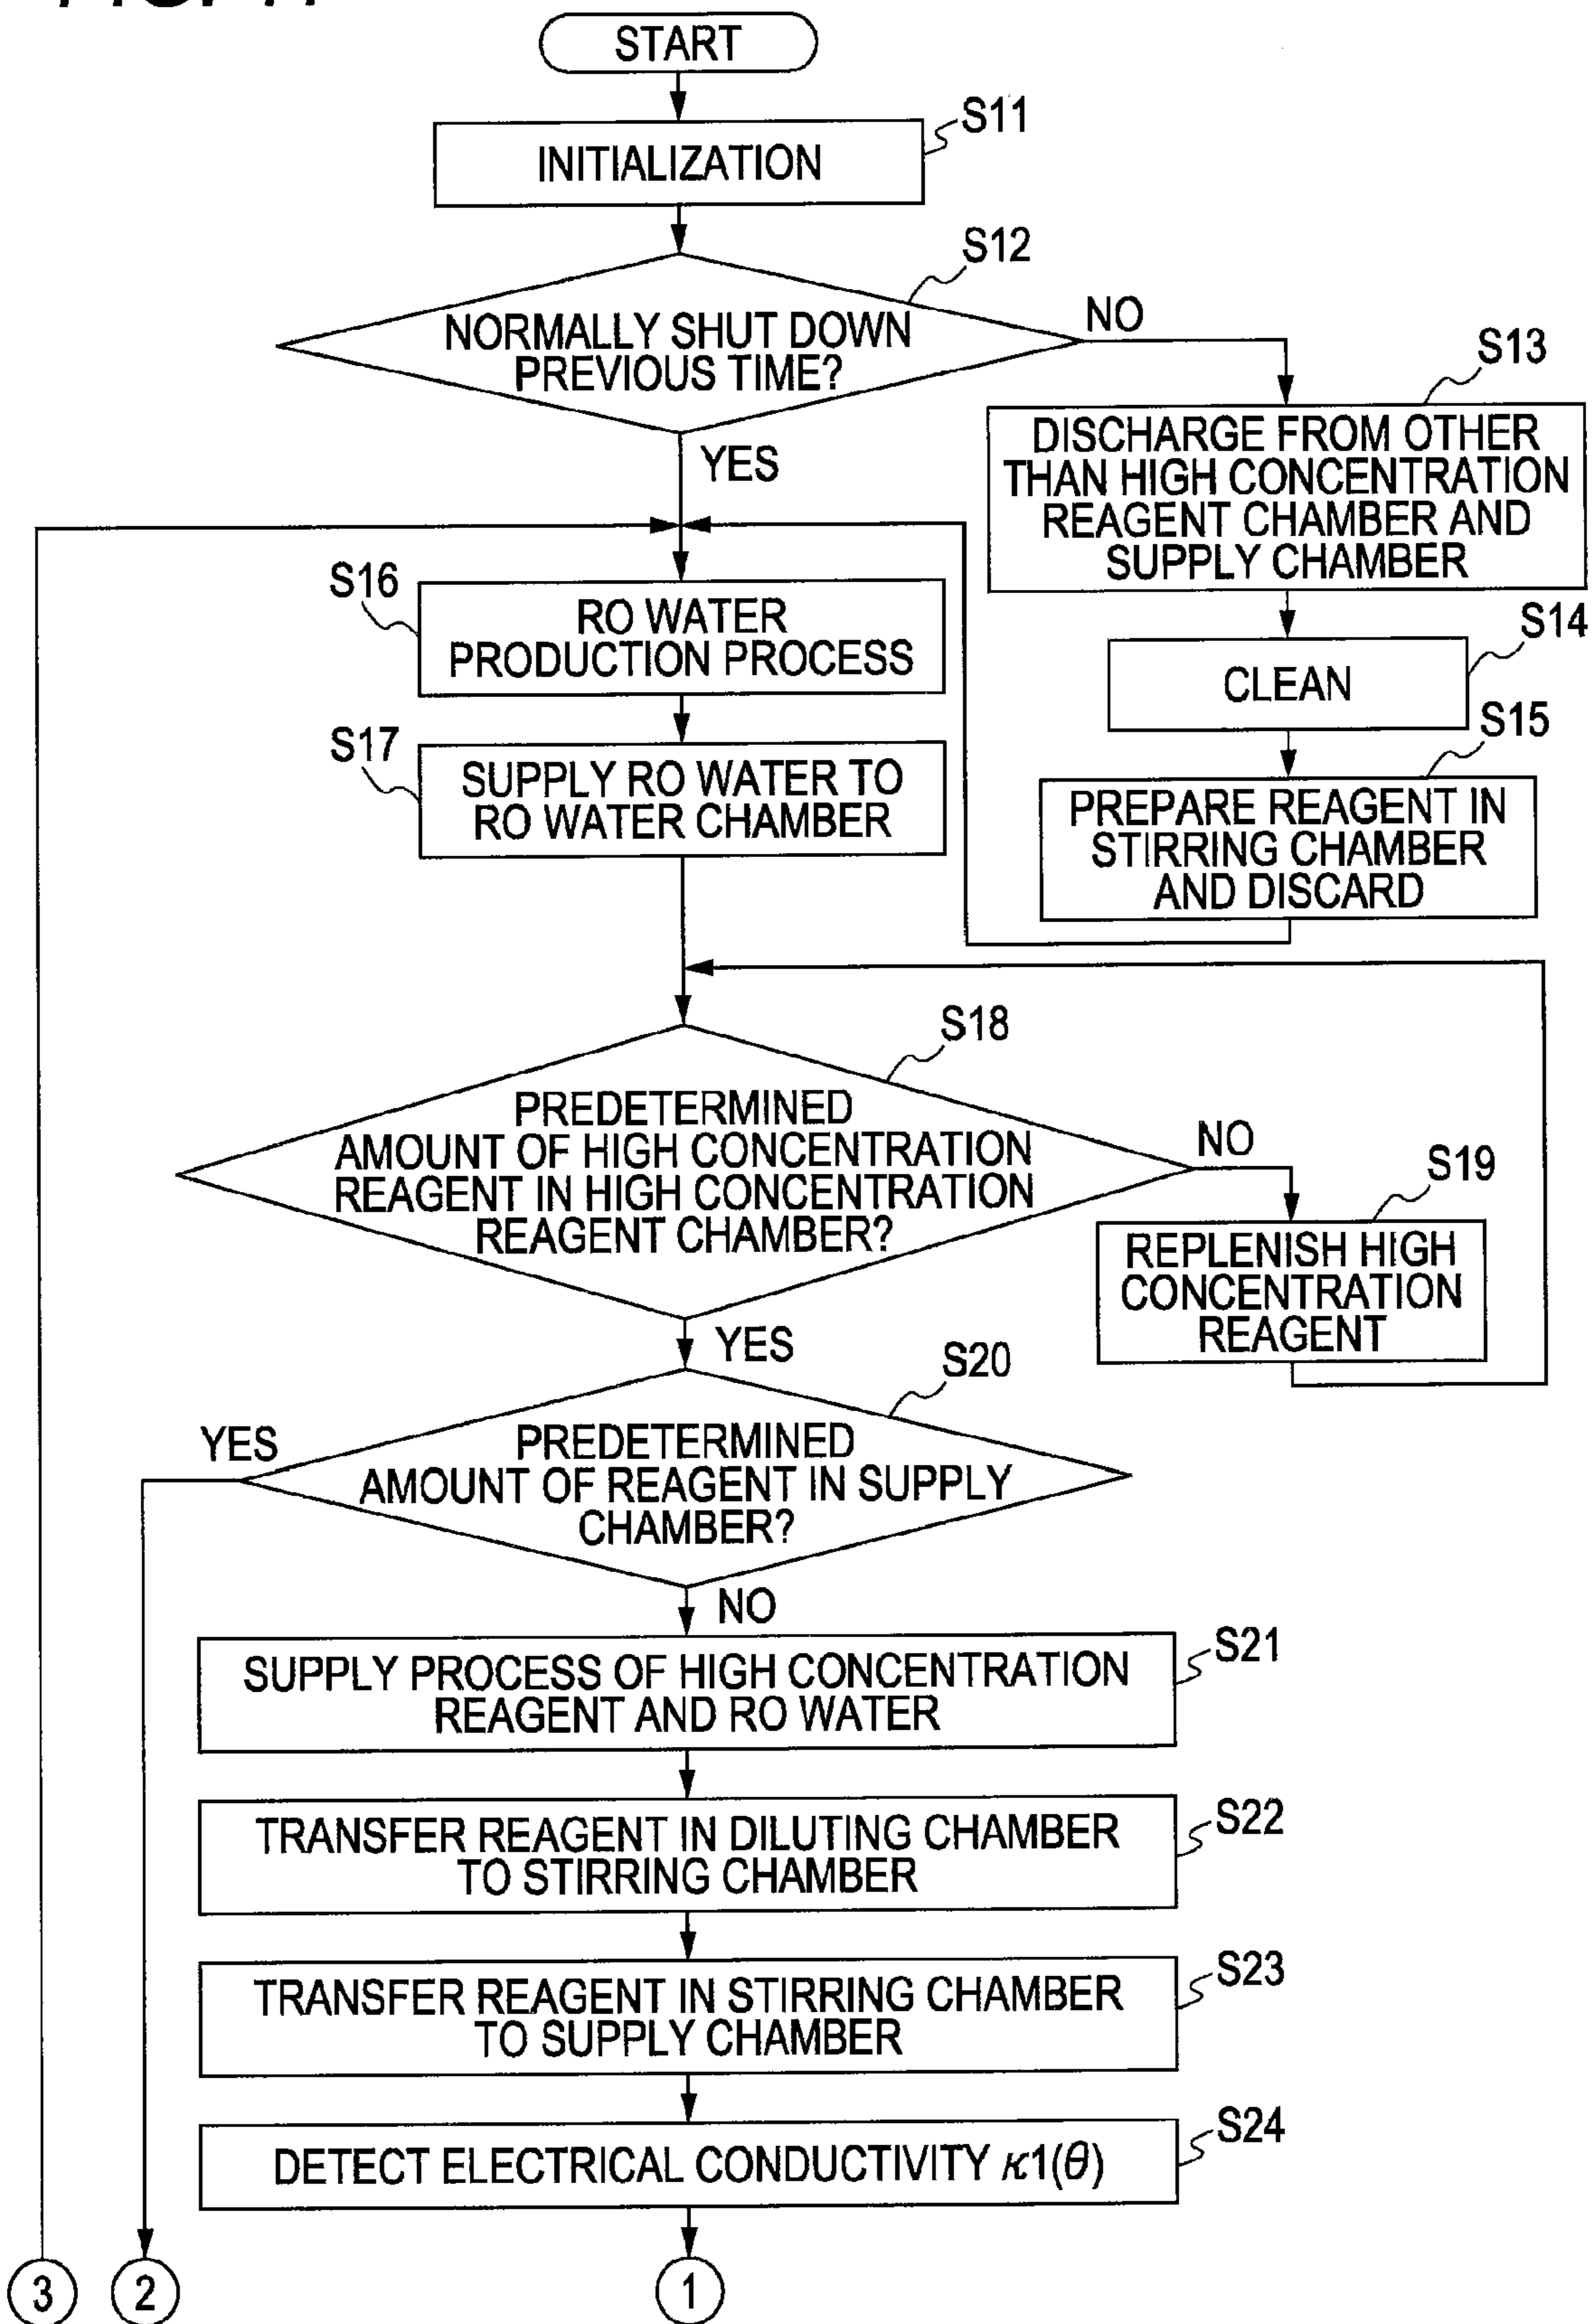 START
S11
INITIALIZATION
S12
NORMALLY SHUT DOWN
PREVIOUS TIME?
NO
YES
S13
DISCHARGE FROM OTHER
THAN HIGH CONCENTRATION
REAGENT CHAMBER AND
SUPPLY CHAMBER
S14
CLEAN
S15
PREPARE REAGENT IN
STIRRING CHAMBER
AND DISCARD
S16
RO WATER
PRODUCTION PROCESS
S17
SUPPLY RO WATER TO
RO WATER CHAMBER
S18
PREDETERMINED
AMOUNT OF HIGH CONCENTRATION
REAGENT IN HIGH CONCENTRATION
REAGENT CHAMBER?
NO
S19
REPLENISH HIGH
CONCENTRATION
REAGENT
YES
S20
YES
PREDETERMINED
AMOUNT OF REAGENT IN SUPPLY
CHAMBER?
NO
S21
SUPPLY PROCESS OF HIGH CONCENTRATION
REAGENT AND RO WATER
S22
TRANSFER REAGENT IN DILUTING CHAMBER
TO STIRRING CHAMBER
S23
TRANSFER REAGENT IN STIRRING CHAMBER
TO SUPPLY CHAMBER
S24
DETECT ELECTRICAL CONDUCTIVITY κ1(θ)
3
2
1